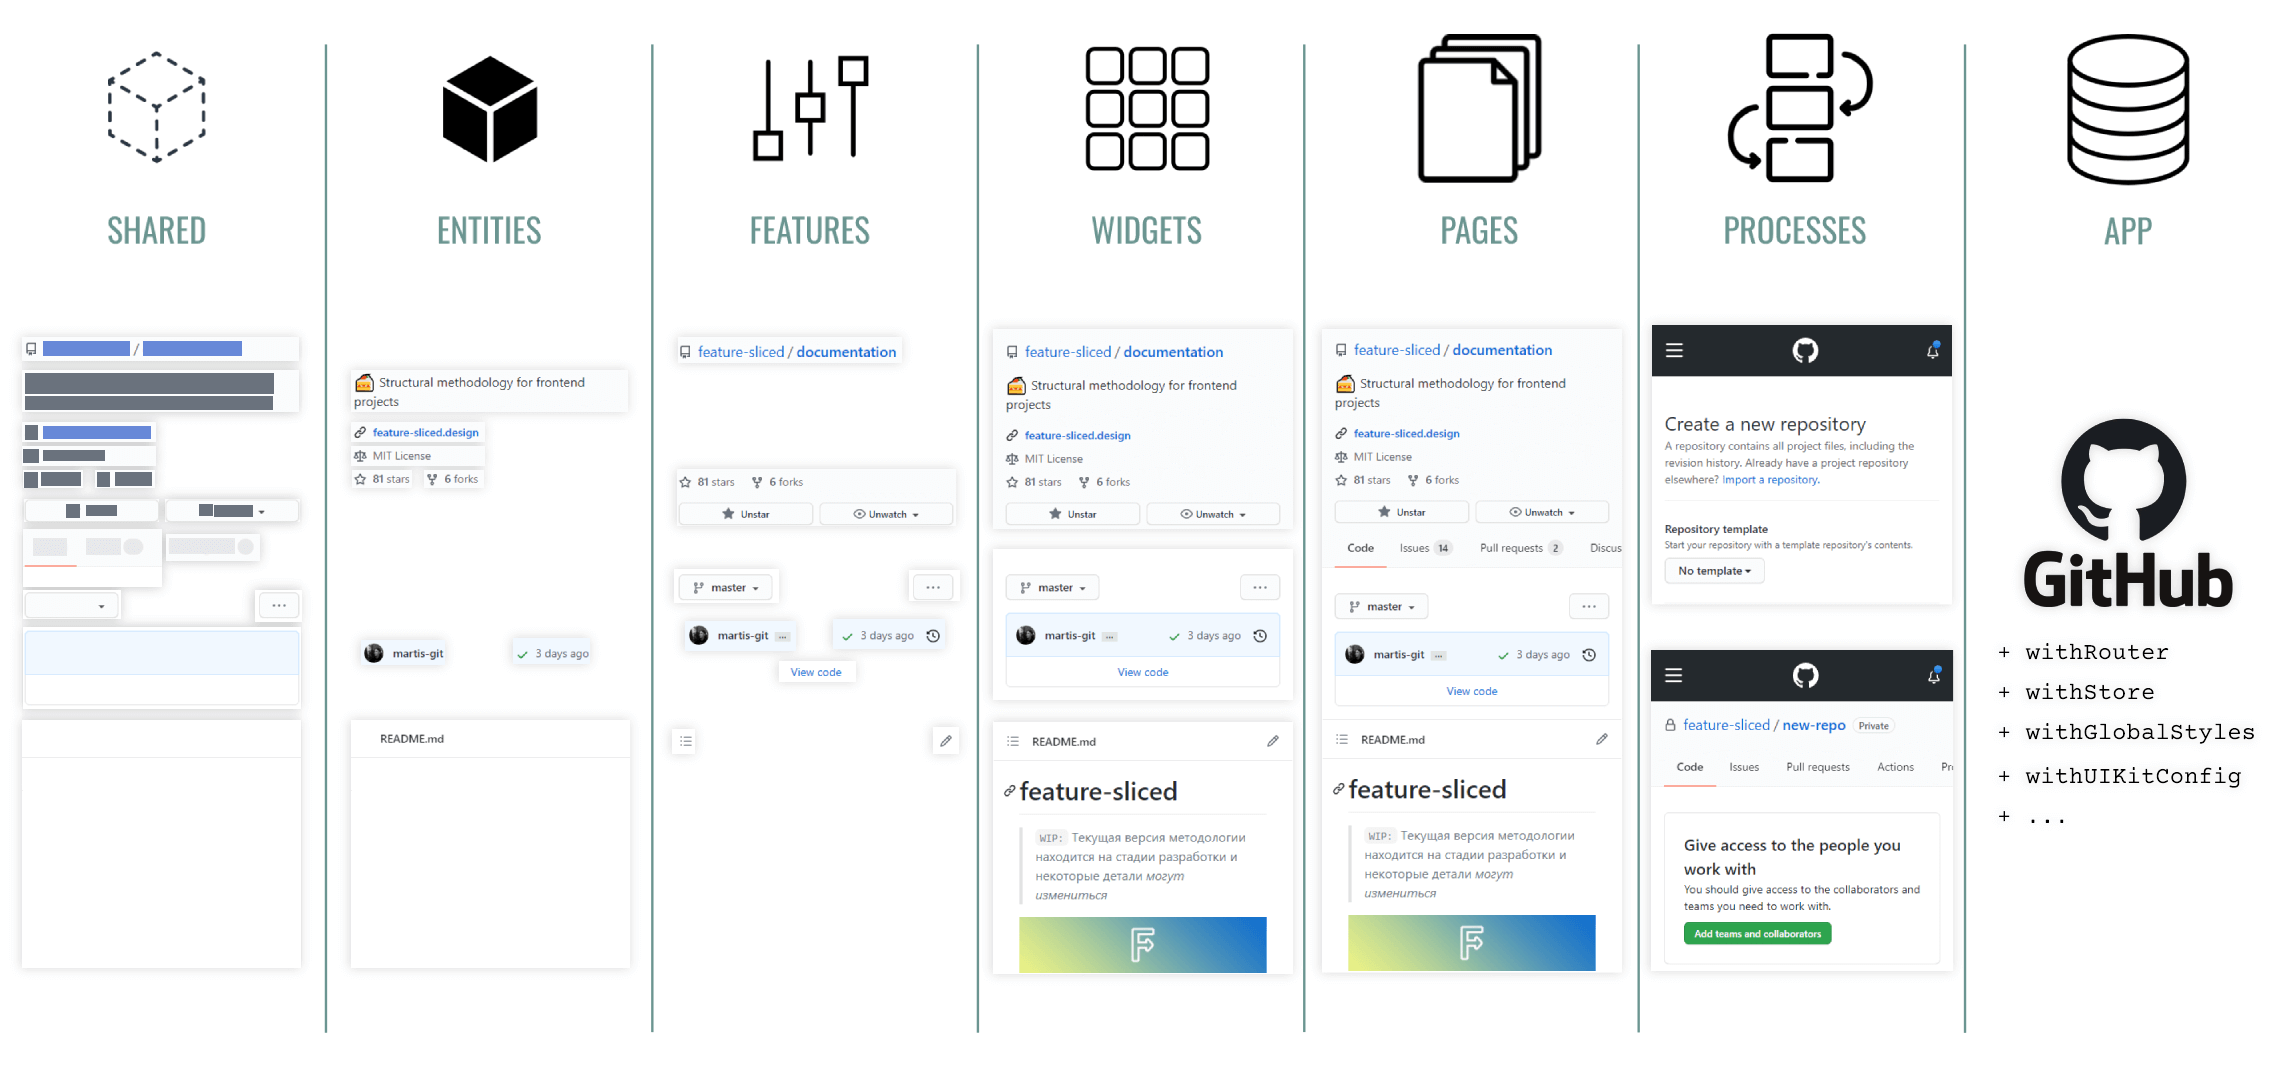 SHARED
/
ENTITIES
Structural methodology for frontend
projects
feature-sliced.design
MIT License
81 stars 6 forks
martis-git 3 days ago
README.md
FEATURES
feature-sliced / documentation
81 stars 6 forks
Unstar Unwatch
master ...
martis-git ... 3 days ago
View code
WIDGETS
feature-sliced / documentation
Structural methodology for frontend
projects
feature-sliced.design
MIT License
81 stars 6 forks
Unstar Unwatch
master ...
martis-git ... 3 days ago
View code
README.md
feature-sliced
WIP: Текущая версия методологии
находится на стадии разработки и
некоторые детали могут
измениться
PAGES
feature-sliced / documentation
Structural methodology for frontend
projects
feature-sliced.design
MIT License
81 stars 6 forks
Unstar Unwatch
Code Issues 14 Pull requests 2 Discus
master ...
martis-git ... 3 days ago
View code
README.md
feature-sliced
WIP: Текущая версия методологии
находится на стадии разработки и
некоторые детали могут
измениться
PROCESSES
Create a new repository
A repository contains all project files, including the
revision history. Already have a project repository
elsewhere? Import a repository.
Repository template
Start your repository with a template repository's contents.
No template
feature-sliced / new-repo Private
Code Issues Pull requests Actions Pr
Give access to the people you
work with
You should give access to the collaborators and
teams you need to work with.
Add teams and collaborators
APP
GitHub
+ withRouter
+ withStore
+ withGlobalStyles
+ withUIKitConfig
+ ...